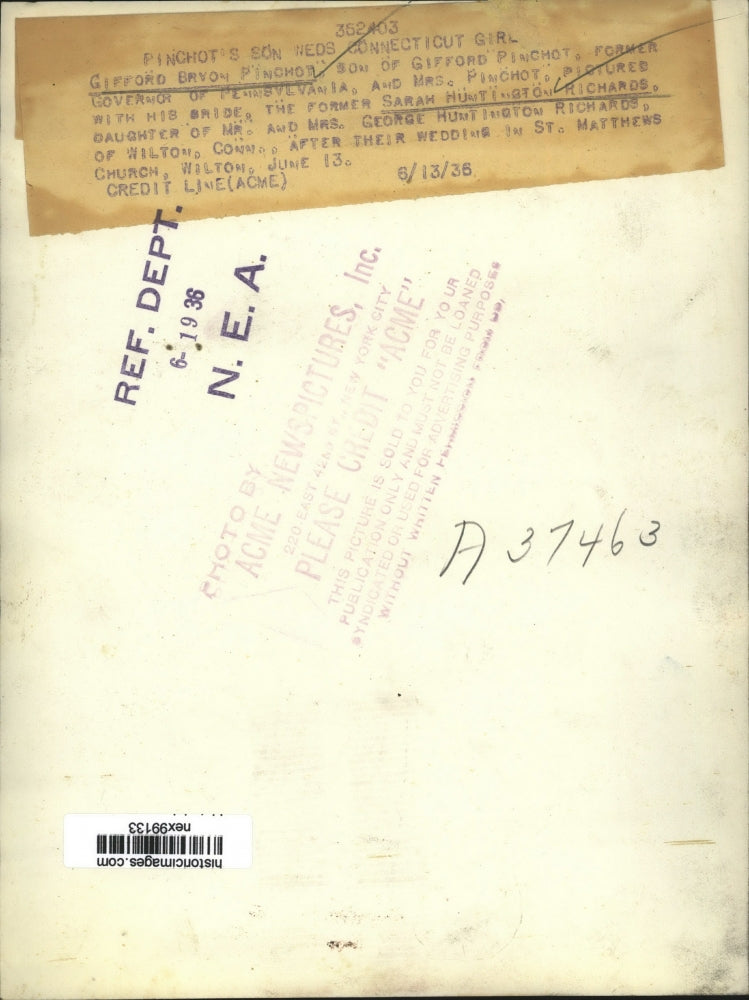 352403
PINCHOT'S SON WEDS CONNECTICUT GIRL
GIFFORD BRYON PINCHOT, SON OF GIFFORD PINCHOT, FORMER
GOVERNOR OF PENNSYLVANIA, AND MRS. PINCHOT, PICTURED
WITH HIS BRIDE, THE FORMER SARAH HUNTINGTON RICHARDS,
DAUGHTER OF MR. AND MRS. GEORGE HUNTINGTON RICHARDS,
OF WILTON, CONN., AFTER THEIR WEDDING IN ST. MATTHEWS
CHURCH, WILTON, JUNE 13.
CREDIT LINE(ACME) 6/13/36
REF. DEPT.
6-19 36
N. E. A.
PHOTO BY
ACME NEWSPICTURES, Inc.
220 EAST 42ND ST., NEW YORK CITY
PLEASE CREDIT "ACME"
THIS PICTURE IS SOLD TO YOU FOR YOUR
PUBLICATION ONLY AND MUST NOT BE LOANED
SYNDICATED OR USED FOR ADVERTISING PURPOSES
WITHOUT WRITTEN PERMISSION FROM US,
A 37463
historicimages.com
nex99133